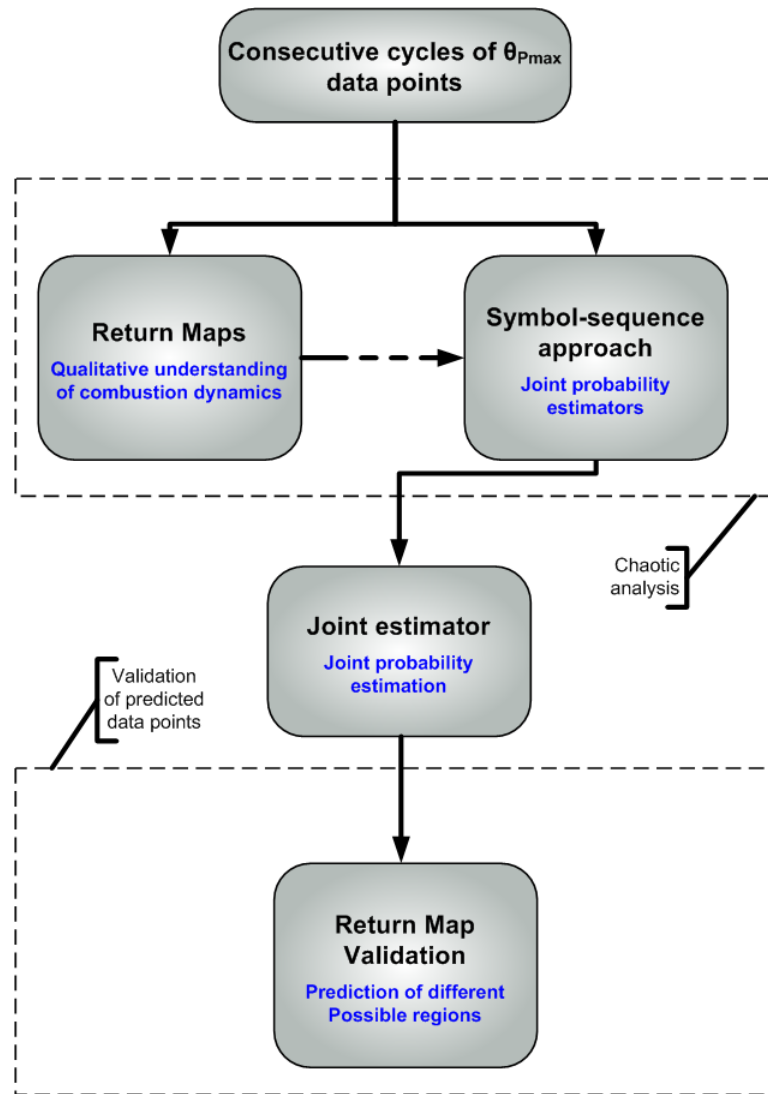 Consecutive cycles of θPmax
data points
Return Maps
Qualitative understanding
of combustion dynamics
Symbol-sequence
approach
Joint probability
estimators
Chaotic
analysis
Joint estimator
Joint probability
estimation
Validation
of predicted
data points
Return Map
Validation
Prediction of different
Possible regions